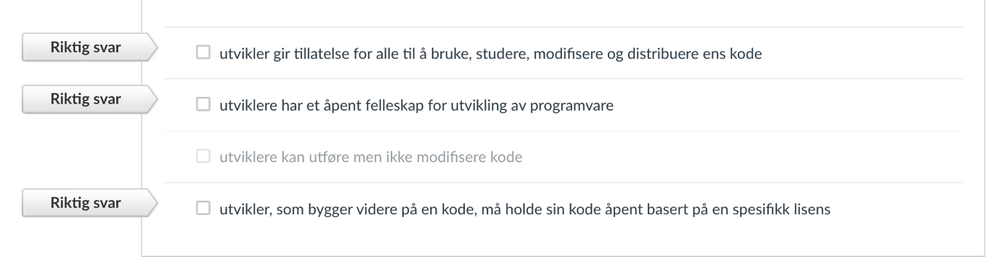 Riktig svar
utvikler gir tillatelse for alle til å bruke, studere, modifisere og distribuere ens kode
Riktig svar
utviklere har et åpent felleskap for utvikling av programvare
utviklere kan utføre men ikke modifisere kode
Riktig svar
utvikler, som bygger videre på en kode, må holde sin kode åpent basert på en spesifikk lisens